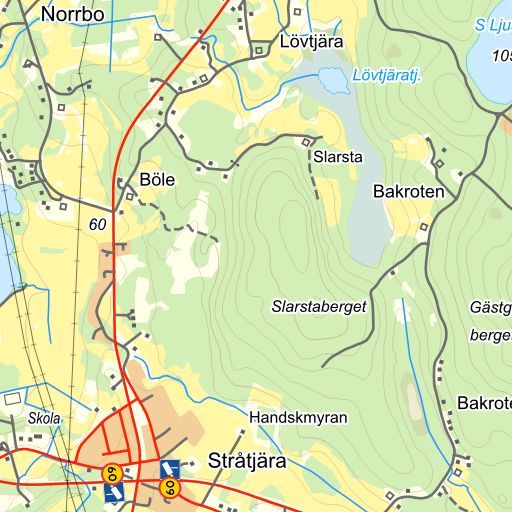 Norrbo
S Lju
Lövtjära
105
Lövtjäratj.
Slarsta
Böle
Bakroten
60
Slarstaberget
Gästg
berge
Bakrote
Skola
Handskmyran
Stråtjära
60
60